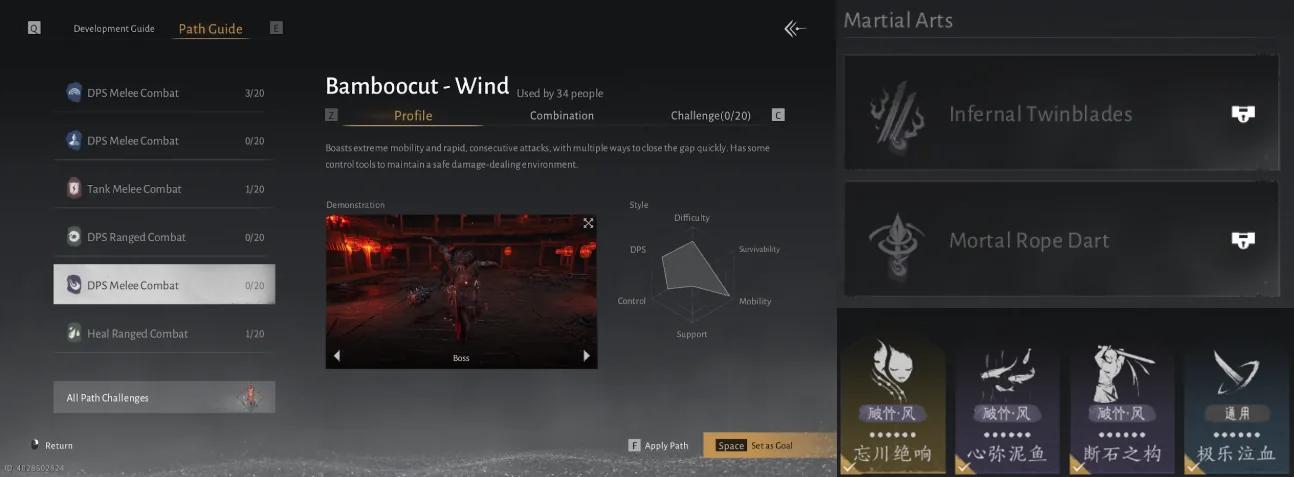 Q
Development Guide
Path Guide
E
DPS Melee Combat 3/20
DPS Melee Combat 0/20
Tank Melee Combat 1/20
DPS Ranged Combat 0/20
DPS Melee Combat 0/20
Heal Ranged Combat 1/20
All Path Challenges
Return
ID: 4028602824
Bamboocut - Wind Used by 34 people
Z
Profile
Combination
Challenge(0/20)
C
Boasts extreme mobility and rapid, consecutive attacks, with multiple ways to close the gap quickly. Has some
control tools to maintain a safe damage-dealing environment.
Demonstration
Boss
Style
Difficulty
DPS
Survivability
Control
Mobility
Support
F Apply Path
Space Set as Goal
Martial Arts
Infernal Twinblades
Mortal Rope Dart
破竹·风
忘川绝响
破竹·风
心弥泥鱼
破竹·风
断石之构
通用
极乐泣血